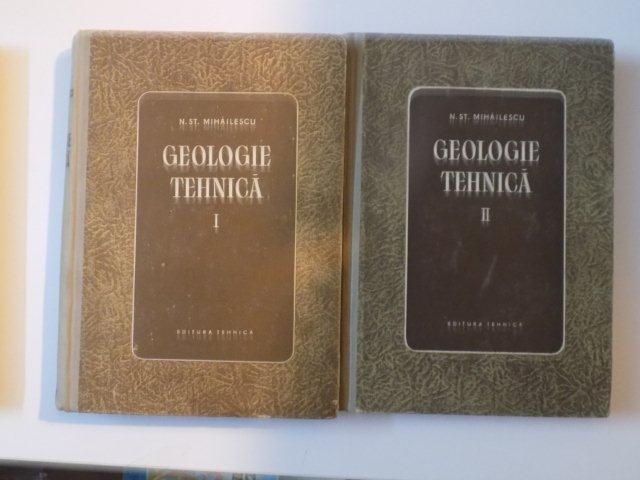 N. ST. MIHĂILESCU
GEOLOGIE
TEHNICĂ
I
EDITURA TEHNICA
N. ST. MIHĂILESCU
GEOLOGIE
TEHNICĂ
II
EDITURA TEHNICA